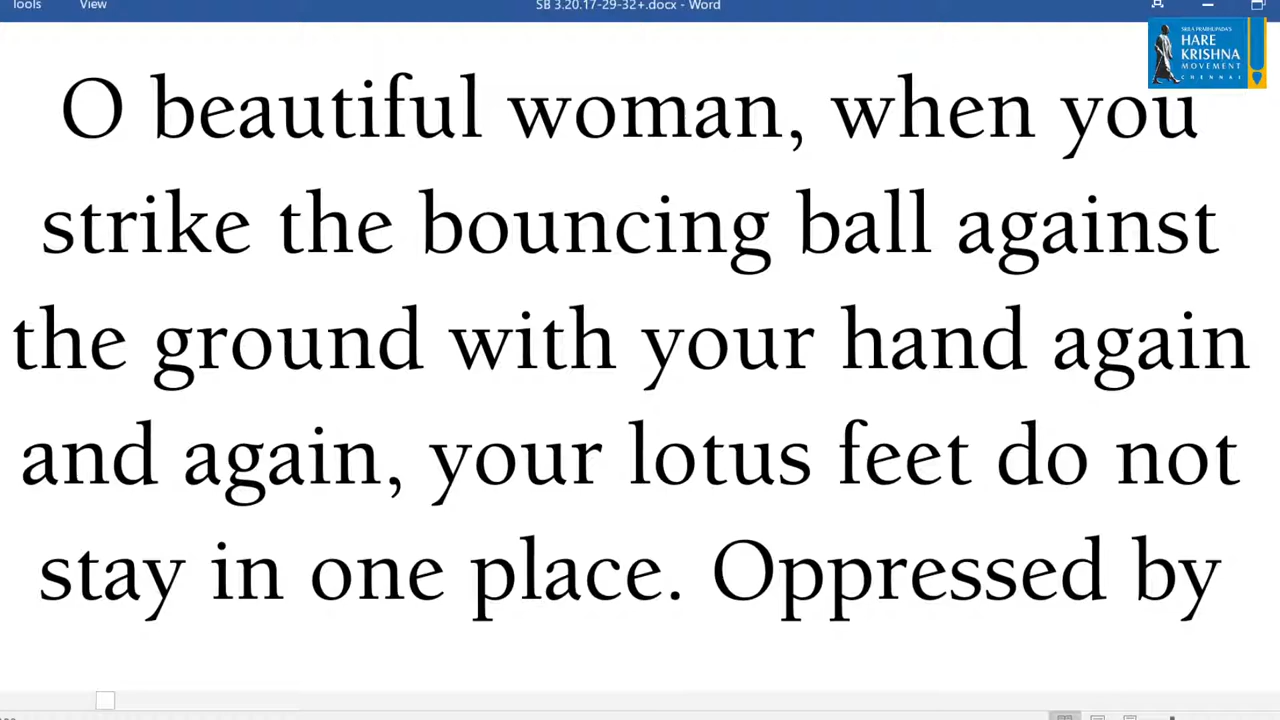 Tools View SB 3.20.17-29-32+.docx - Word
SRILA PRABHUPADA'S
HARE
KRISHNA
MOVEMENT
CHENNAI
O beautiful woman, when you
strike the bouncing ball against
the ground with your hand again
and again, your lotus feet do not
stay in one place. Oppressed by